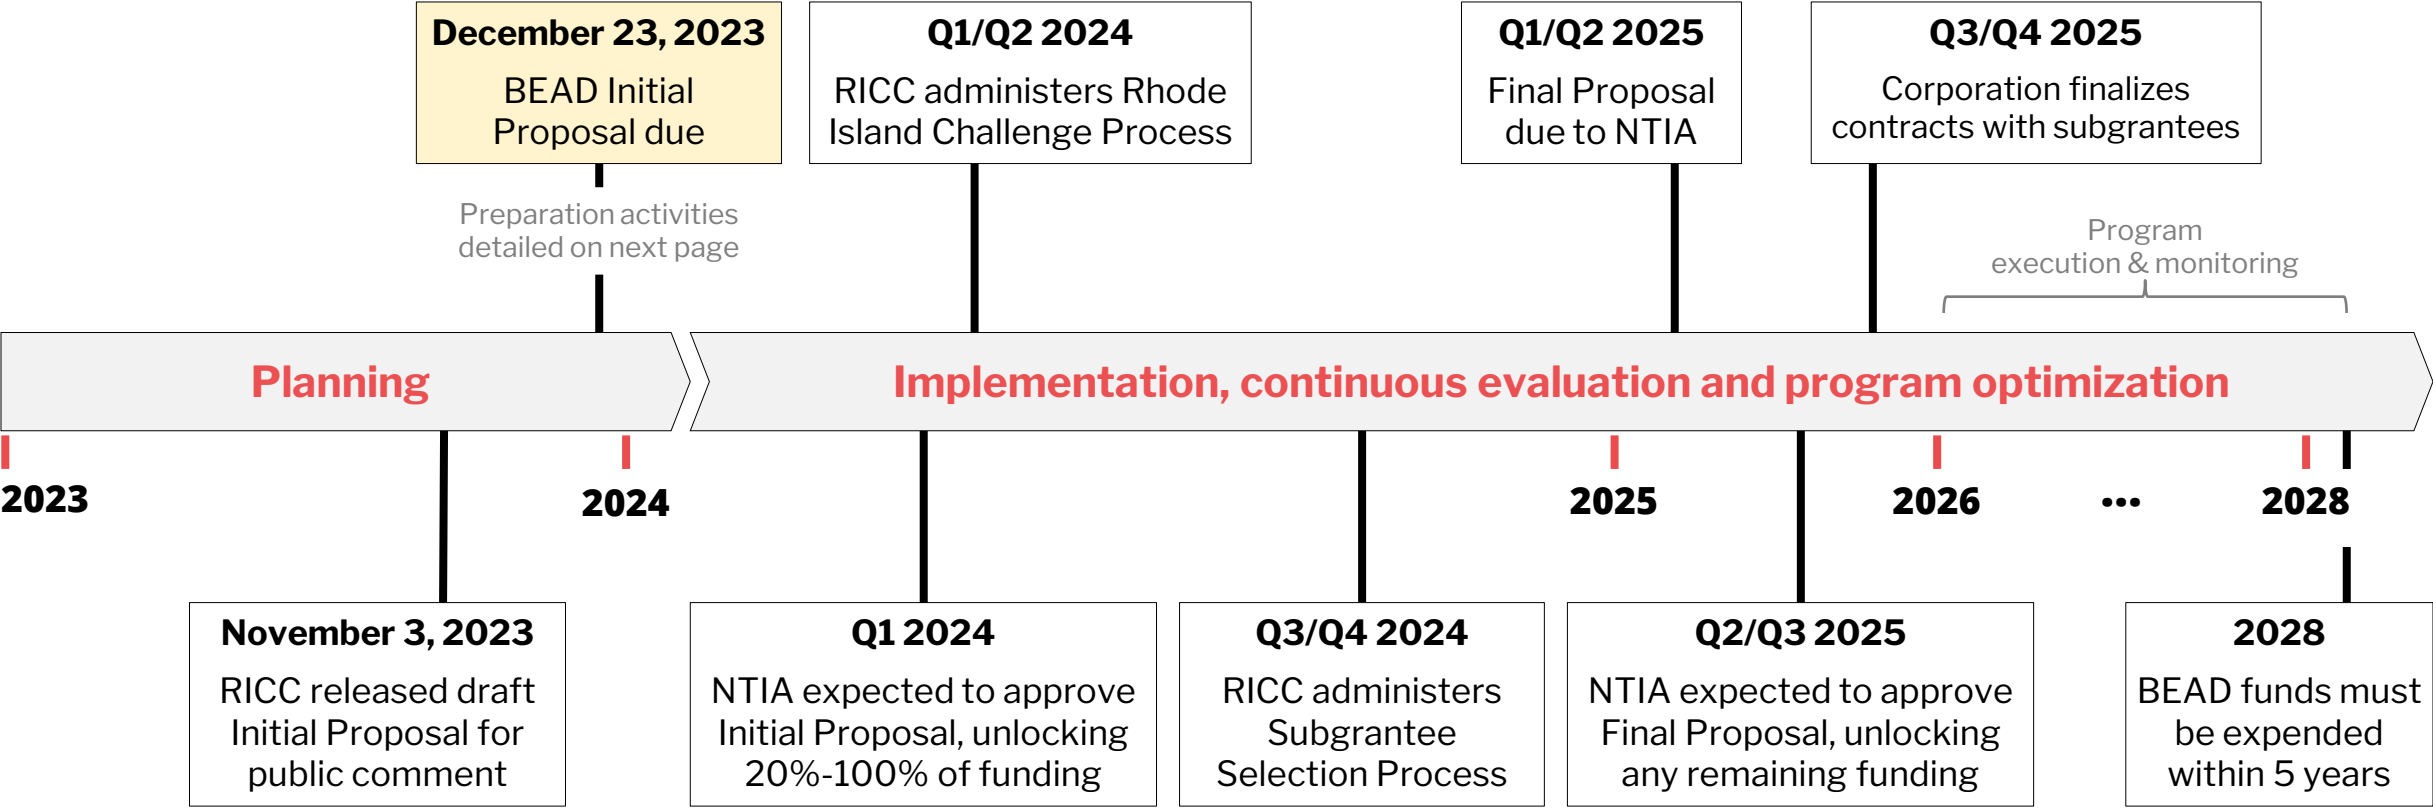 December 23, 2023
BEAD Initial
Proposal due
Q1/Q2 2024
RICC administers Rhode
Island Challenge Process
Q1/Q2 2025
Final Proposal
due to NTIA
Q3/Q4 2025
Corporation finalizes
contracts with subgrantees
Preparation activities
detailed on next page
Program
execution & monitoring
Planning
Implementation, continuous evaluation and program optimization
2023
2024
2025
2026
...
2028
November 3, 2023
RICC released draft
Initial Proposal for
public comment
Q1 2024
NTIA expected to approve
Initial Proposal, unlocking
20%-100% of funding
Q3/Q4 2024
RICC administers
Subgrantee
Selection Process
Q2/Q3 2025
NTIA expected to approve
Final Proposal, unlocking
any remaining funding
2028
BEAD funds must
be expended
within 5 years